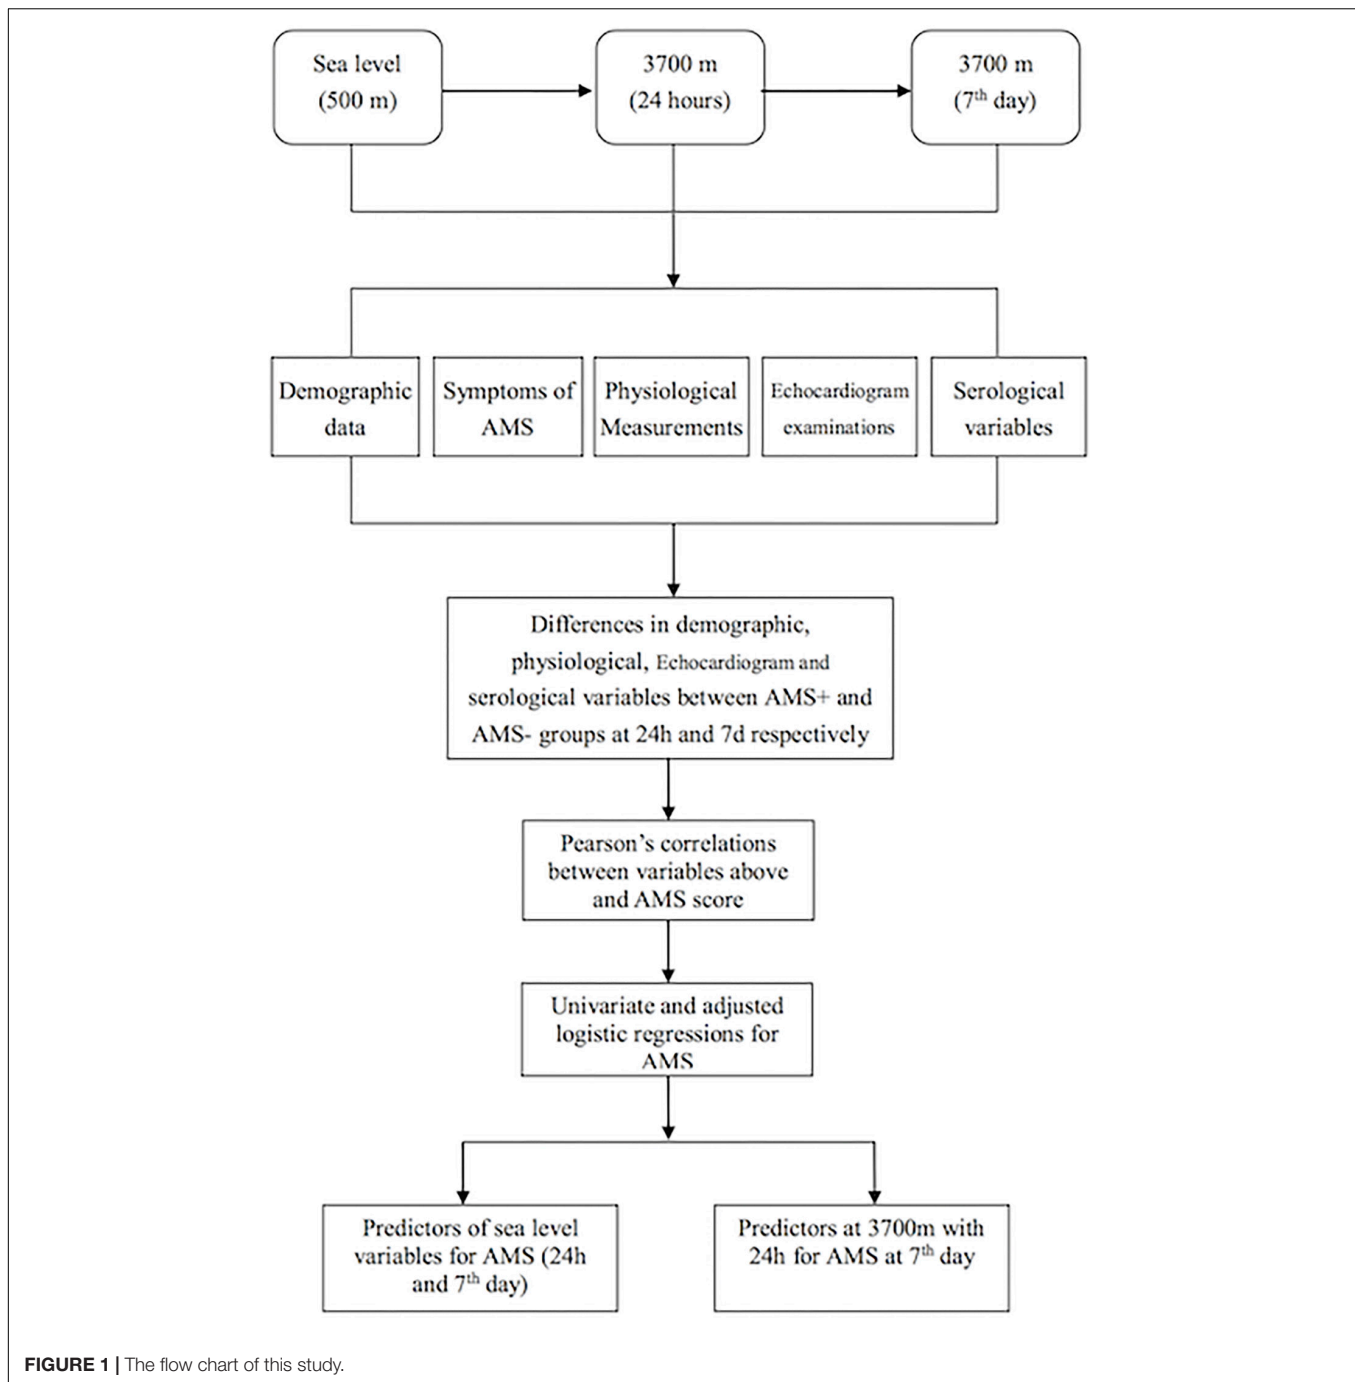 Sea level
(500 m)
3700 m
(24 hours)
3700 m
(7th day)
Demographic
data
Symptoms of
AMS
Physiological
Measurements
Echocardiogram
examinations
Serological
variables
Differences in demographic,
physiological, Echocardiogram and
serological variables between AMS+ and
AMS- groups at 24h and 7d respectively
Pearson’s correlations
between variables above
and AMS score
Univariate and adjusted
logistic regressions for
AMS
Predictors of sea level
variables for AMS (24h
and 7th day)
Predictors at 3700m with
24h for AMS at 7th day
FIGURE 1 | The flow chart of this study.